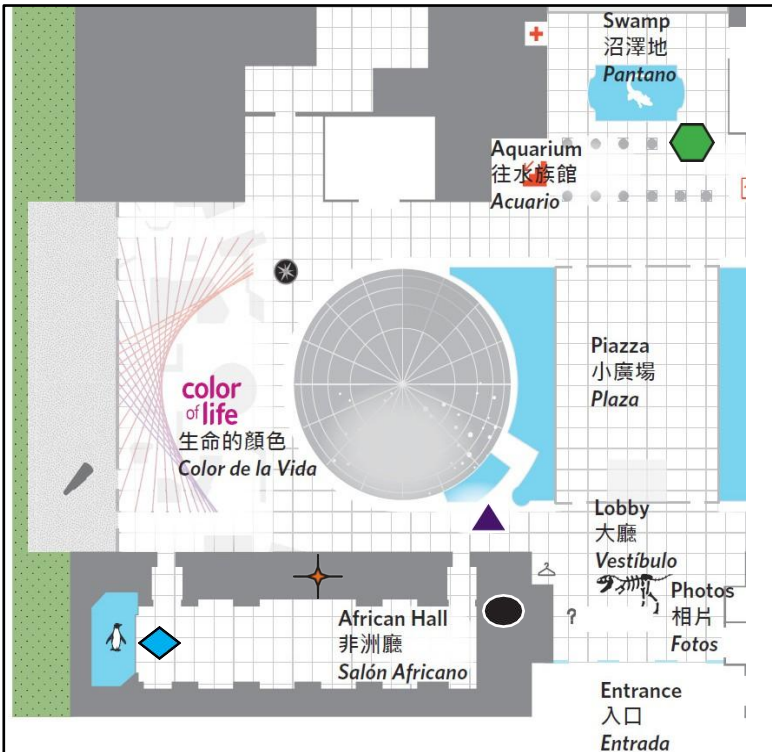 Swamp
沼澤地
Pantano
Aquarium
往水族館
Acuario
Piazza
小廣場
Plaza
color
of life
生命的顏色
Color de la Vida
Lobby
大廳
Vestíbulo
Photos
相片
Fotos
?
African Hall
非洲廳
Salón Africano
Entrance
入口
Entrada